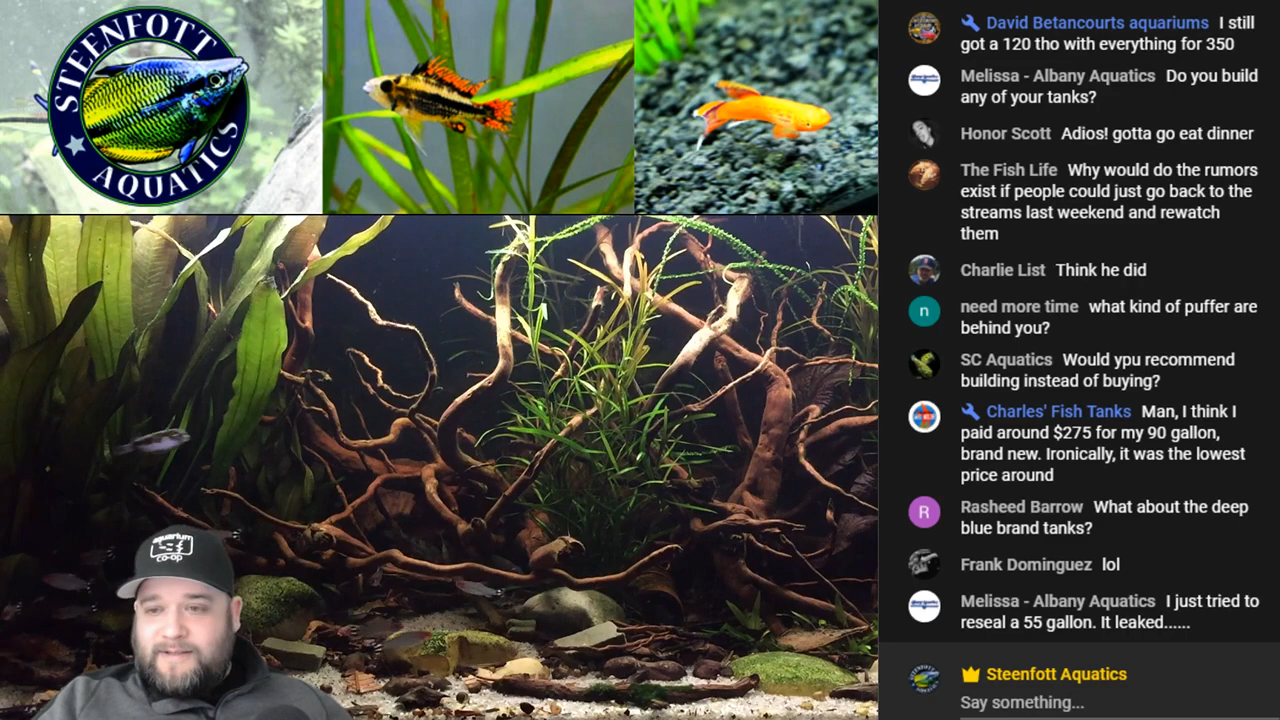 STEENFOTT
AQUATICS
aquarium
co-op
David Betancourts aquariums I still
got a 120 tho with everything for 350
Melissa - Albany Aquatics Do you build
any of your tanks?
Honor Scott Adios! gotta go eat dinner
The Fish Life Why would do the rumors
exist if people could just go back to the
streams last weekend and rewatch
them
Charlie List Think he did
n
need more time what kind of puffer are
behind you?
SC Aquatics Would ypu recommend
building instead of buying?
Charles' Fish Tanks Man, I think I
paid around $275 for my 90 gallon,
brand new. Ironically, it was the lowest
price around
R
Rasheed Barrow What about the deep
blue brand tanks?
Frank Dominguez lol
Melissa - Albany Aquatics I just tried to
reseal a 55 gallon. It leaked......
Steenfott Aquatics
Say something...